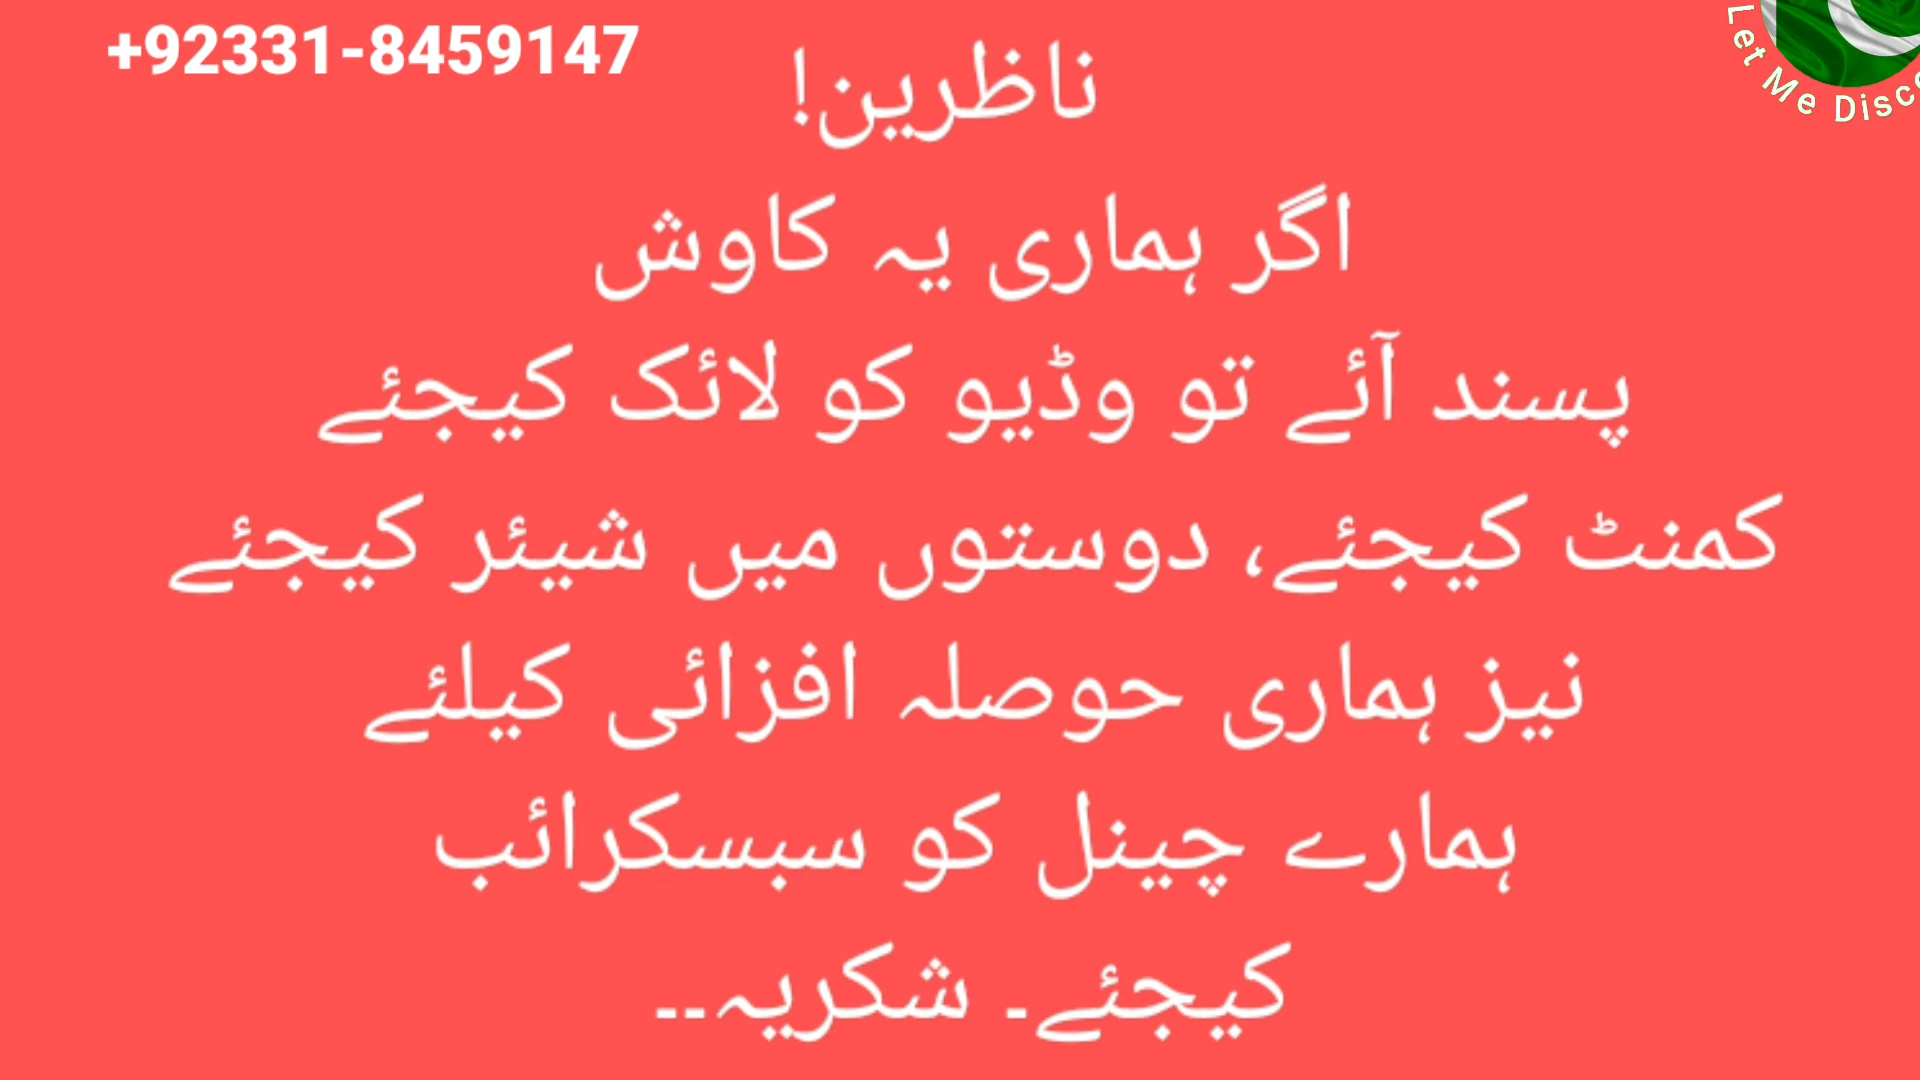 +92331-8459147
Let Me Disc
ناظرین!
اگر ہماری یہ کاوش
پسند آئے تو وڈیو کو لائک کیجئے
کمنٹ کیجئے، دوستوں میں شیئر کیجئے
نیز ہماری حوصلہ افزائی کیلئے
ہمارے چینل کو سبسکرائب
کیجئے۔ شکریہ۔۔